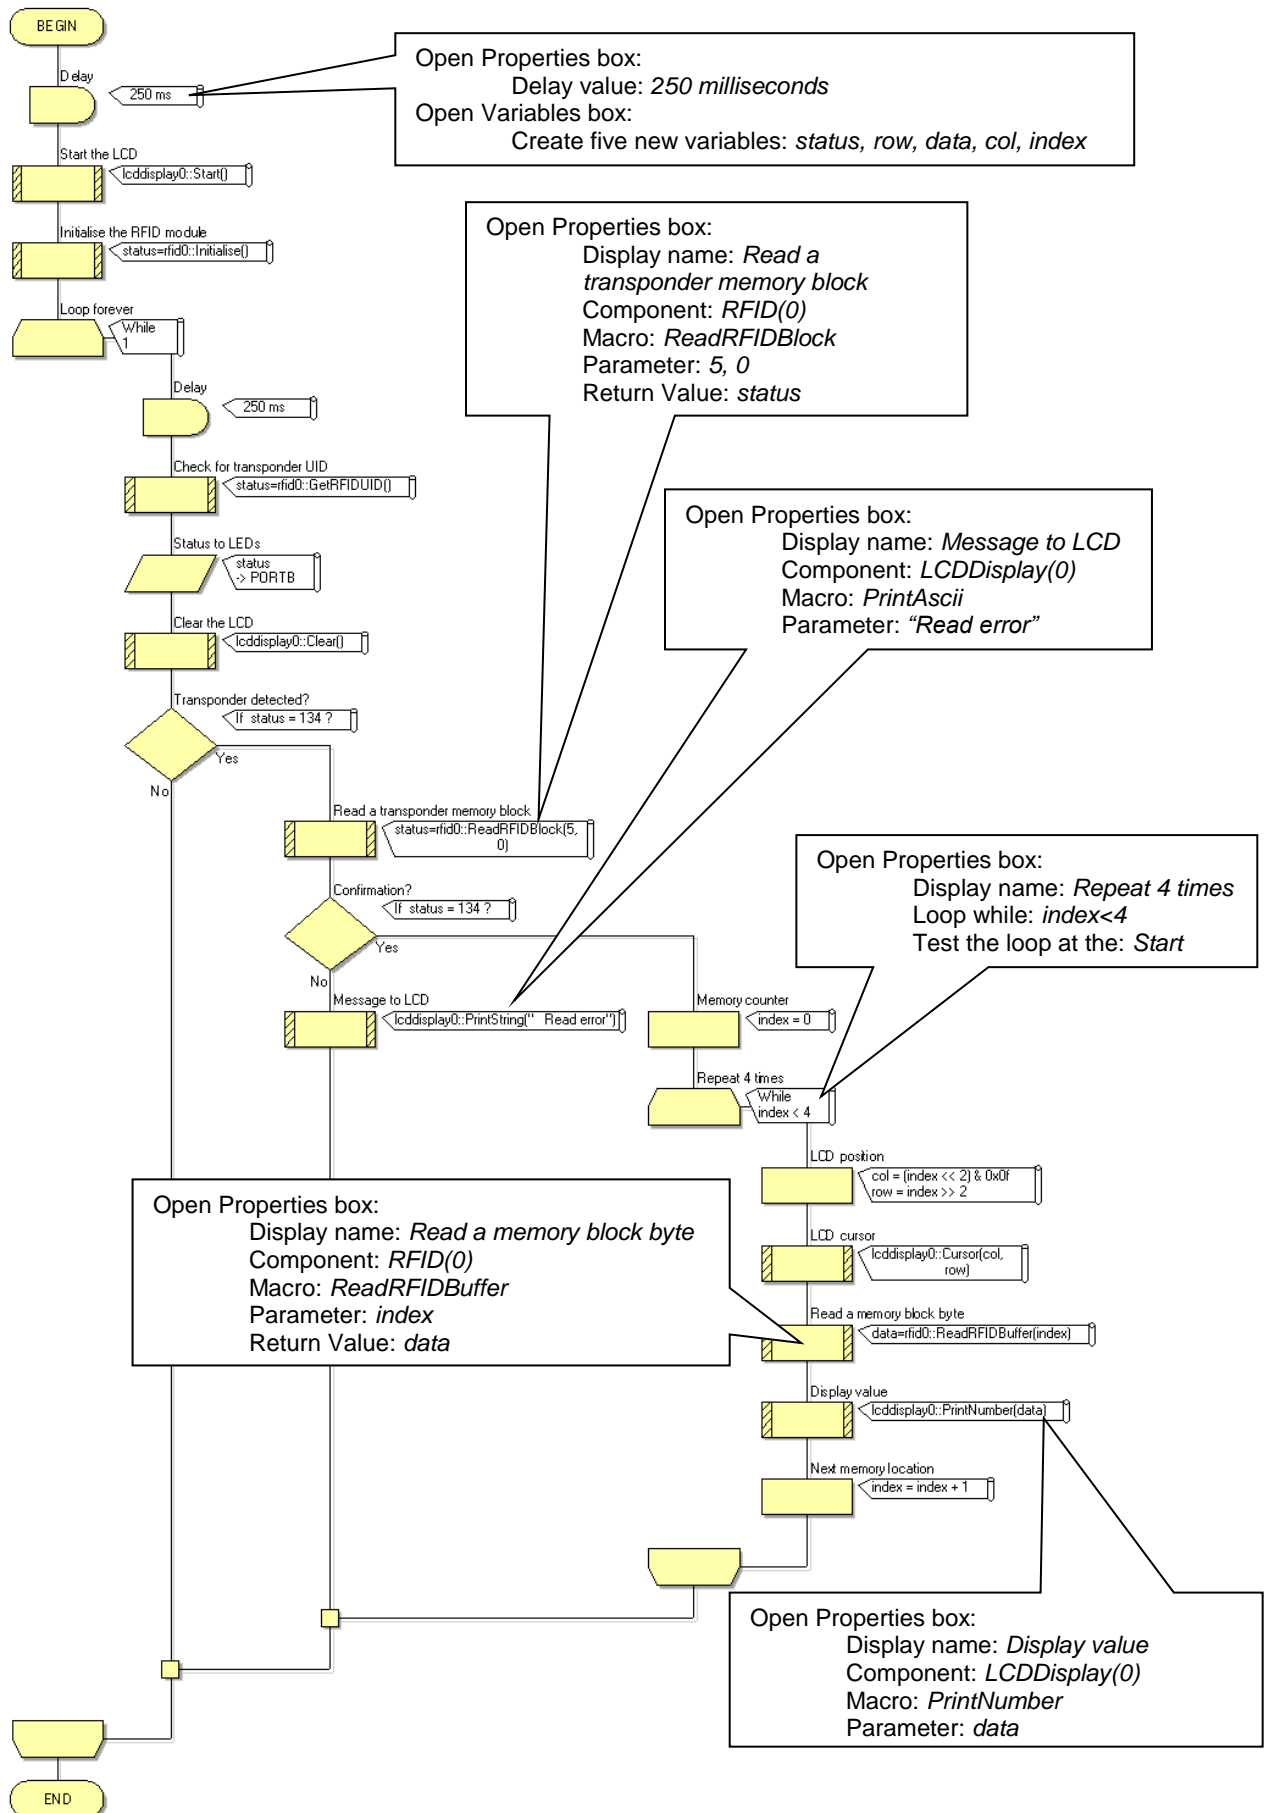 BEGIN
Open Properties box:
Delay value: 250 milliseconds
Open Variables box:
Create five new variables: status, row, data, col, index
Delay
250 ms
Start the LCD
lcddisplay0::Start()
Initialise the RFID module
status=rfid0::Initialise()
Loop forever
While
1
Open Properties box:
Display name: Read a
transponder memory block
Component: RFID(0)
Macro: ReadRFIDBlock
Parameter: 5, 0
Return Value: status
Delay
250 ms
Check for transponder UID
status=rfid0::GetRFIDUID()
Status to LEDs
status
-> PORTB
Clear the LCD
lcddisplay0::Clear()
Open Properties box:
Display name: Message to LCD
Component: LCDDisplay(0)
Macro: PrintAscii
Parameter: “Read error”
Transponder detected?
If status = 134 ?
Yes
No
Read a transponder memory block
status=rfid0::ReadRFIDBlock(5,
0)
Confirmation?
If status = 134 ?
Yes
No
Open Properties box:
Display name: Repeat 4 times
Loop while: index<4
Test the loop at the: Start
Message to LCD
lcddisplay0::PrintString("   Read error")
Memory counter
index = 0
Repeat 4 times
While
index < 4
LCD position
col = (index << 2) & 0x0f
row = index >> 2
LCD cursor
lcddisplay0::Cursor(col,
row)
Open Properties box:
Display name: Read a memory block byte
Component: RFID(0)
Macro: ReadRFIDBuffer
Parameter: index
Return Value: data
Read a memory block byte
data=rfid0::ReadRFIDBuffer(index)
Display value
lcddisplay0::PrintNumber(data)
Next memory location
index = index + 1
Open Properties box:
Display name: Display value
Component: LCDDisplay(0)
Macro: PrintNumber
Parameter: data
END